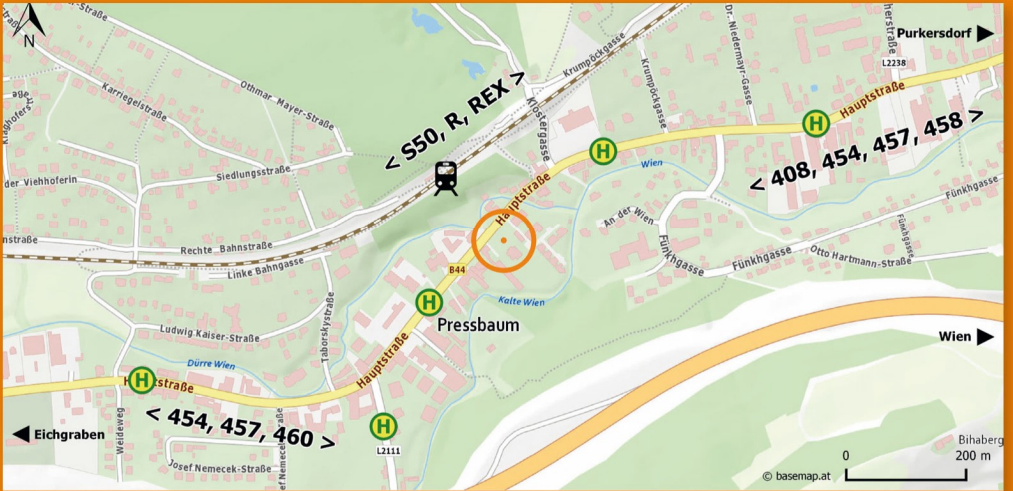 N
Othmar Mayer-Straße
Karriegelstraße
der Viehhoferin
Siedlungsstraße
< S50, R, REX >
Krumpöckgasse
Klostergasse
Krumpöckgasse
Dr.-Niedermayr-Gasse
Purkersdorf
L2238
Hauptstraße
H
H
< 408, 454, 457, 458 >
Wien
Hauptstraße
An der Wien
Fünkhgasse
Fünkhgasse
Fünkhgasse
Fünkhgasse
Otto Hartmann-Straße
Rechte Bahnstraße
Linke Bahngasse
B44
H
Kalte Wien
Pressbaum
Ludwig Kaiser-Straße
Taborskystraße
Dürre Wien
Hauptstraße
H
Wien
< 454, 457, 460 >
H
Eichgraben
Weideweg
L2111
Josef Nemecek-Straße
Bihaberg
0
200 m
© basemap.at